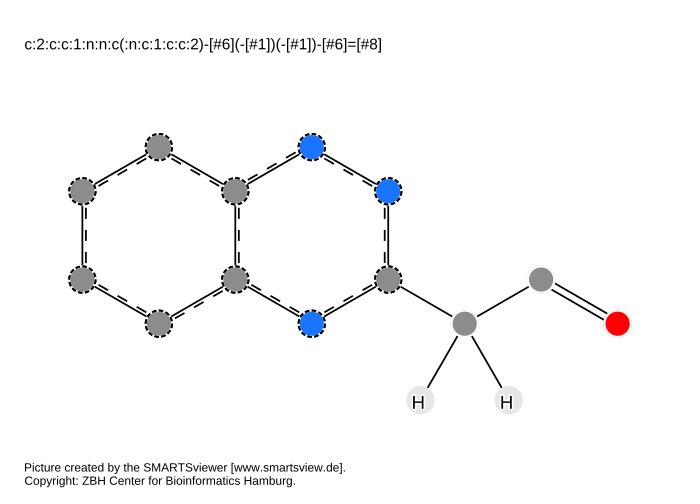 c:2:c:c:1:n:n:c(:n:c:1:c:c:2)-[#6](-[#1])(-[#1])-[#6]=[#8]
H H
Picture created by the SMARTSviewer [www.smartsview.de].
Copyright: ZBH Center for Bioinformatics Hamburg.